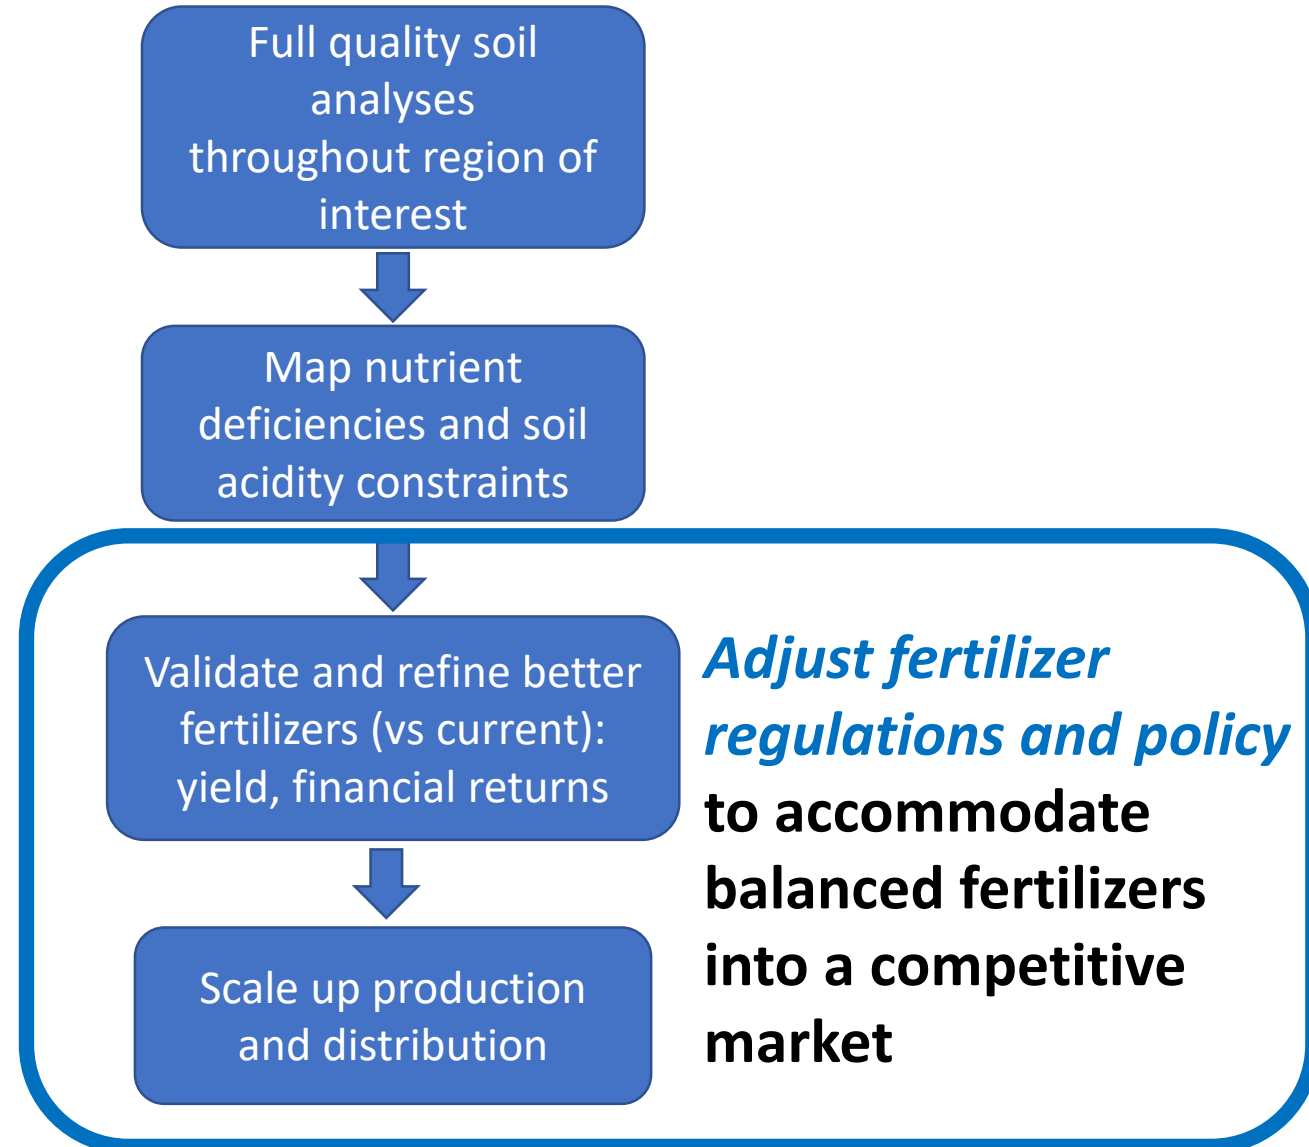 Full quality soil
analyses
throughout region of
interest
Map nutrient
deficiencies and soil
acidity constraints
Validate and refine better
fertilizers (vs current):
yield, financial returns
Scale up production
and distribution
Adjust fertilizer
regulations and policy
to accommodate
balanced fertilizers
into a competitive
market